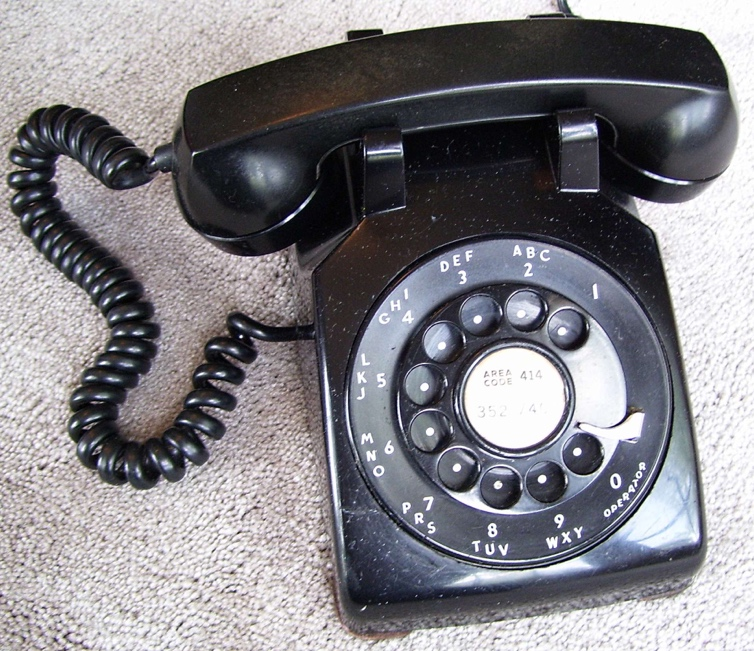 1
ABC
2
DEF
3
GHI
4
JKL
5
MNO
6
PRS
7
TUV
8
WXY
9
0
OPERATOR
AREA
CODE 414
352